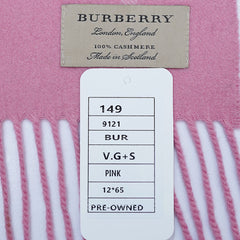 BURBERRY
London, England
100% CASHMERE
Made in Scotland
149
9121
BUR
V.G+S
PINK
12*65
PRE-OWNED